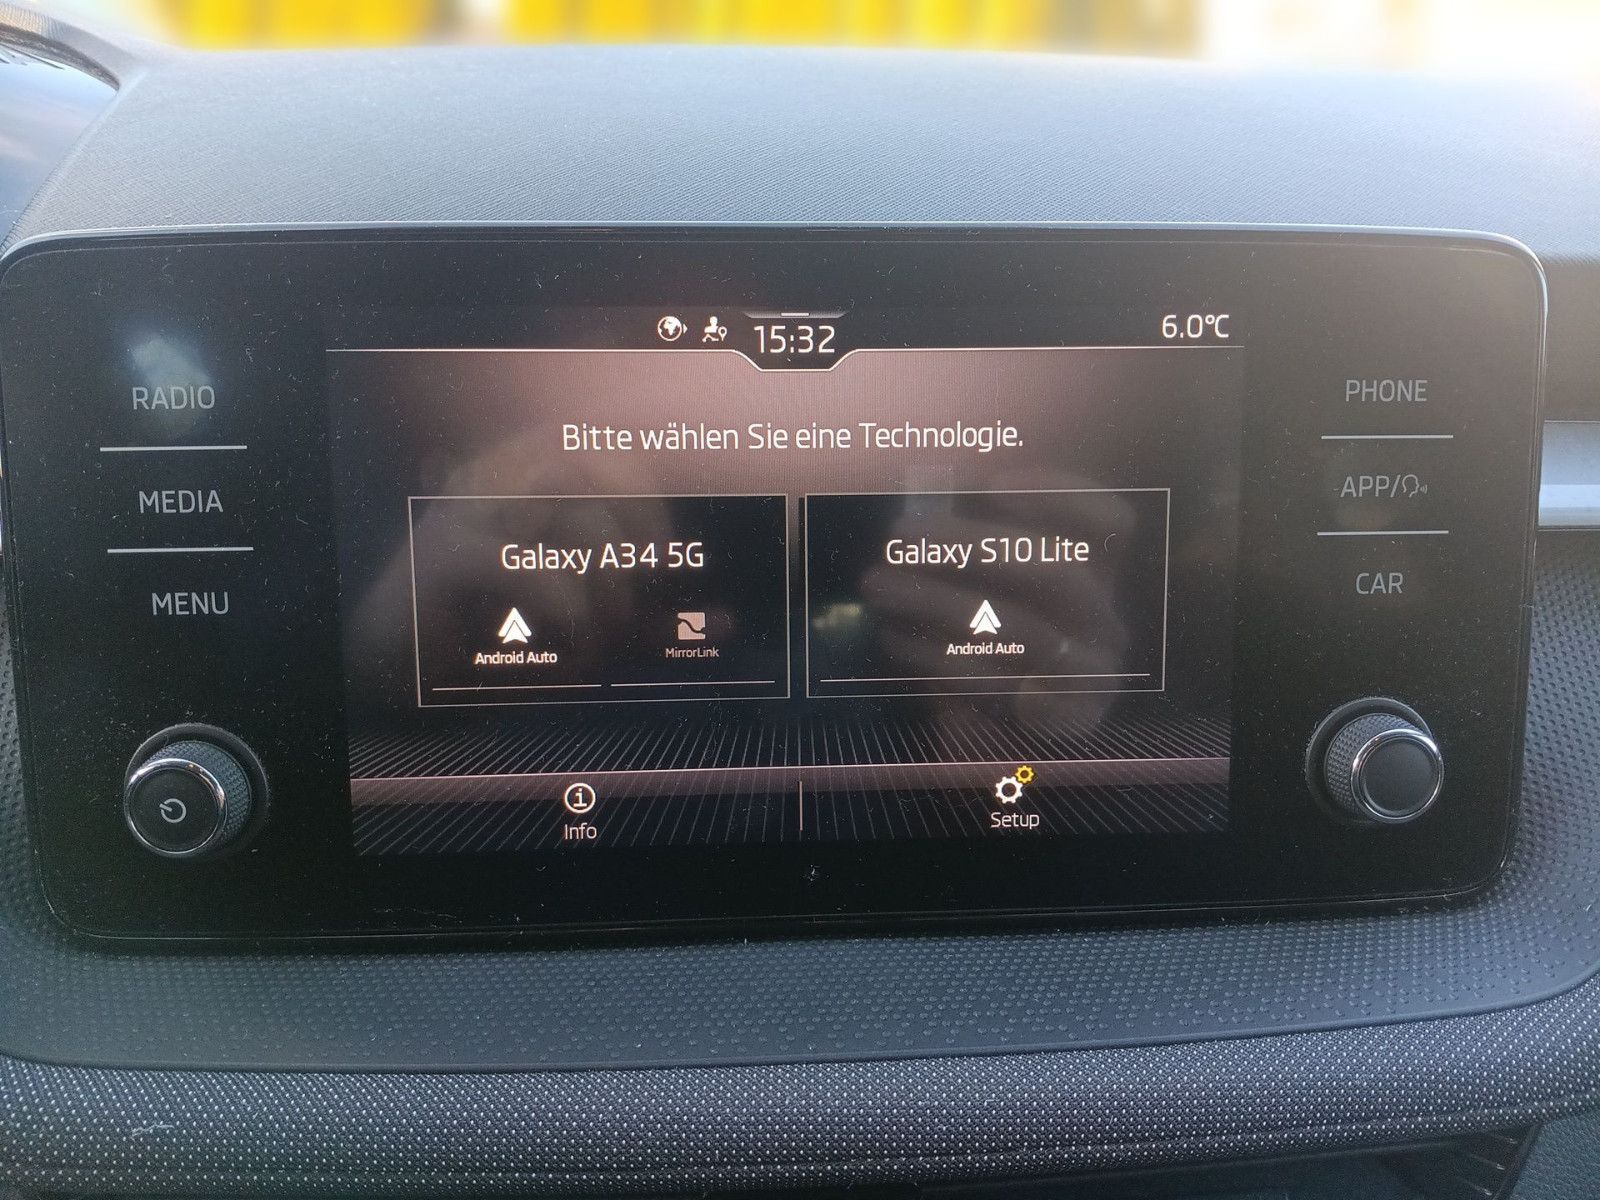 15:32
6.0°C
RADIO
MEDIA
MENU
Bitte wählen Sie eine Technologie.
Galaxy A34 5G
Android Auto
MirrorLink
Galaxy S10 Lite
Android Auto
Info
Setup
PHONE
APP/
CAR